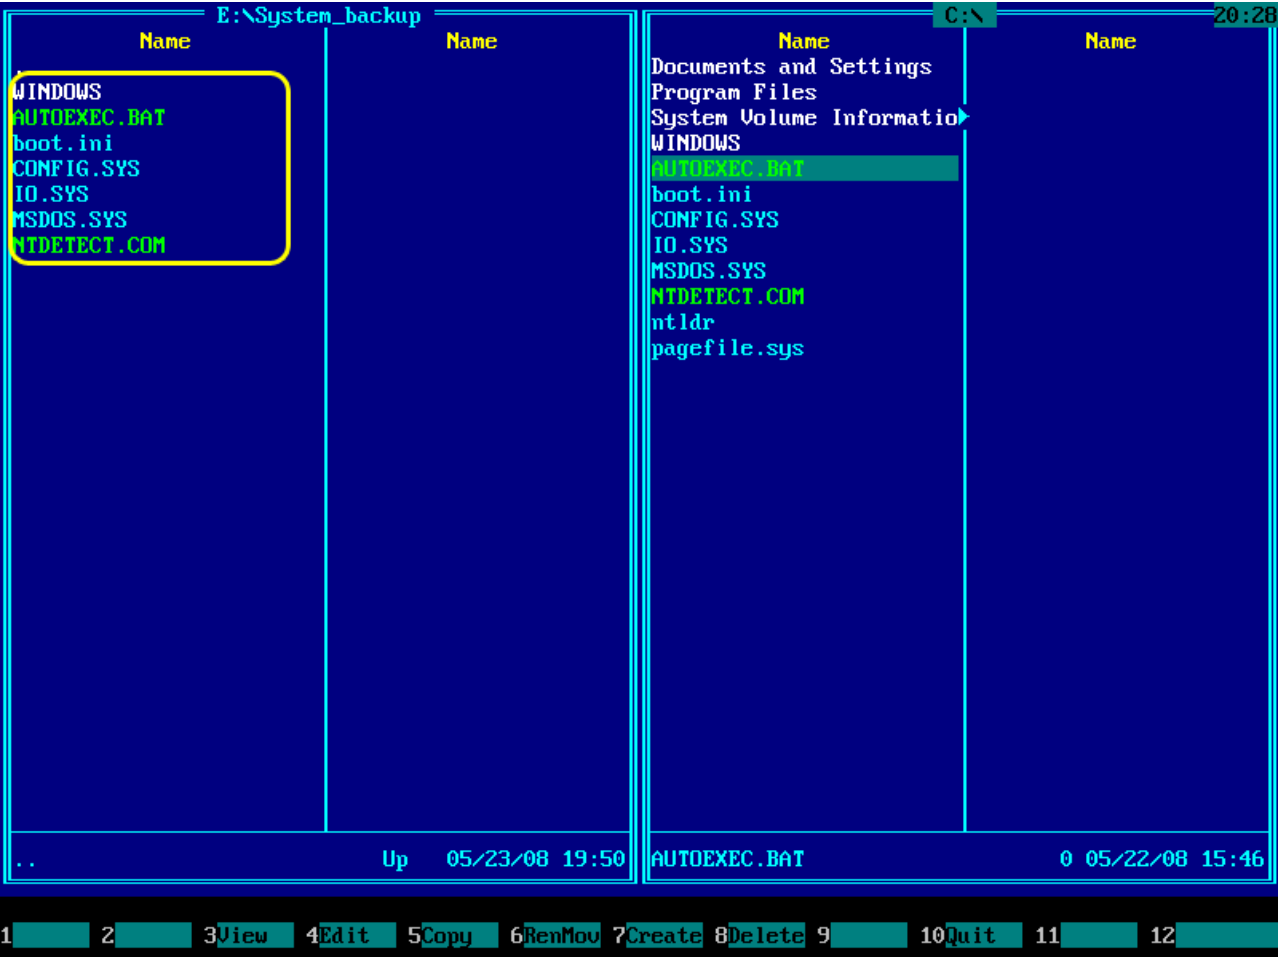 E:\System_backup
Name Name
..
WINDOWS
AUTOEXEC.BAT
boot.ini
CONFIG.SYS
IO.SYS
MSDOS.SYS
NTDETECT.COM
.. Up 05/23/08 19:50
C:\ 20:28
Name Name
Documents and Settings
Program Files
System Volume Informatio
WINDOWS
AUTOEXEC.BAT
boot.ini
CONFIG.SYS
IO.SYS
MSDOS.SYS
NTDETECT.COM
ntldr
pagefile.sys
AUTOEXEC.BAT 0 05/22/08 15:46
1 2 3View 4Edit 5Copy 6RenMov 7Create 8Delete 9 10Quit 11 12